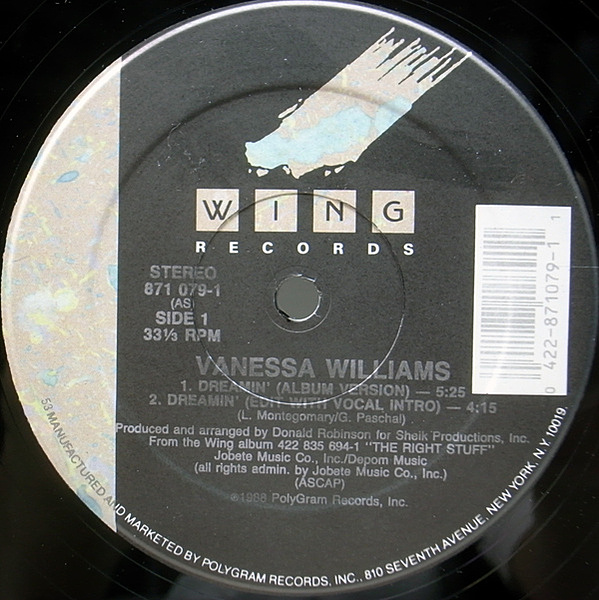 WING
RECORDS
STEREO
871 079-1
(AS)
SIDE 1
33⅓ RPM
0 422-871079-1 1
VANESSA WILLIAMS
1. DREAMIN' (ALBUM VERSION) — 5:25
2. DREAMIN' (EDIT WITH VOCAL INTRO) — 4:15
(L. Montegomary/G. Paschal)
Produced and arranged by Donald Robinson for Sheik Productions, Inc.
From the Wing album 422 835 694-1 "THE RIGHT STUFF"
Jobete Music Co., Inc./Depom Music
(all rights admin. by Jobete Music Co., Inc.)
(ASCAP)
℗1988 PolyGram Records, Inc.
53 MANUFACTURED AND MARKETED BY POLYGRAM RECORDS, INC., 810 SEVENTH AVENUE, NEW YORK, N.Y. 10019.